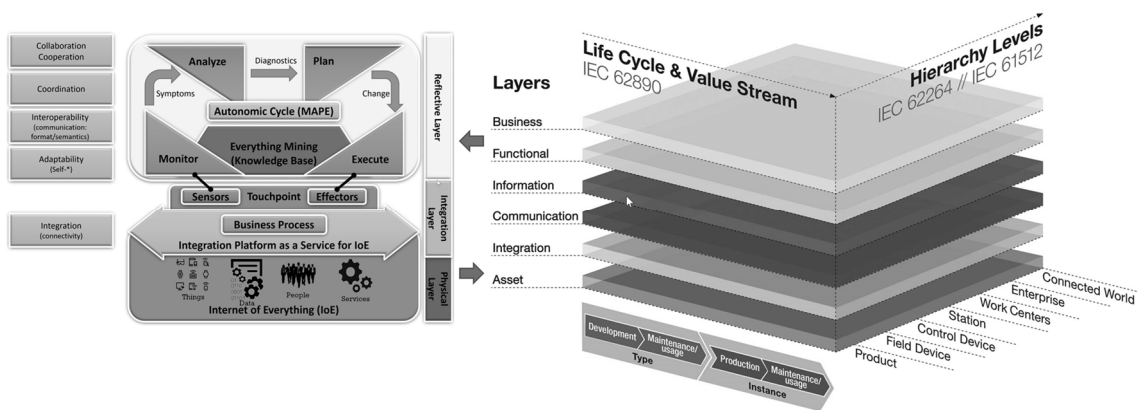 Collaboration
Cooperation
Coordination
Interoperability
(communication:
format/semantics)
Adaptability
(Self-*)
Integration
(connectivity)
Analyze
Diagnostics
Plan
Symptoms
Change
Autonomic Cycle (MAPE)
Everything Mining
(Knowledge Base)
Monitor
Execute
Sensors
Touchpoint
Effectors
Business Process
Integration Platform as a Service for IoE
Things
Data
People
Services
Internet of Everything (IoE)
Reflective Layer
Integration
Layer
Physical
Layer
Layers
Business
Functional
Information
Communication
Integration
Asset
Life Cycle & Value Stream
IEC 62890
Hierarchy Levels
IEC 62264 // IEC 61512
Connected World
Enterprise
Work Centers
Station
Control Device
Field Device
Product
Development
Maintenance/
usage
Production
Maintenance/
usage
Type
Instance